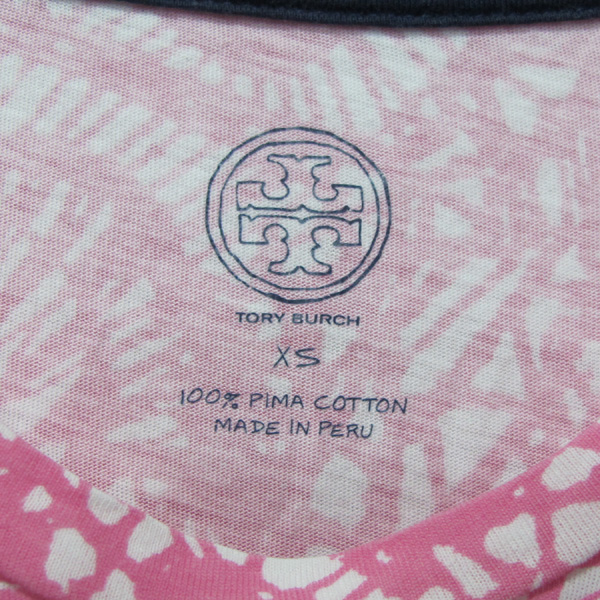 TORY BURCH
XS
100% PIMA COTTON
MADE IN PERU